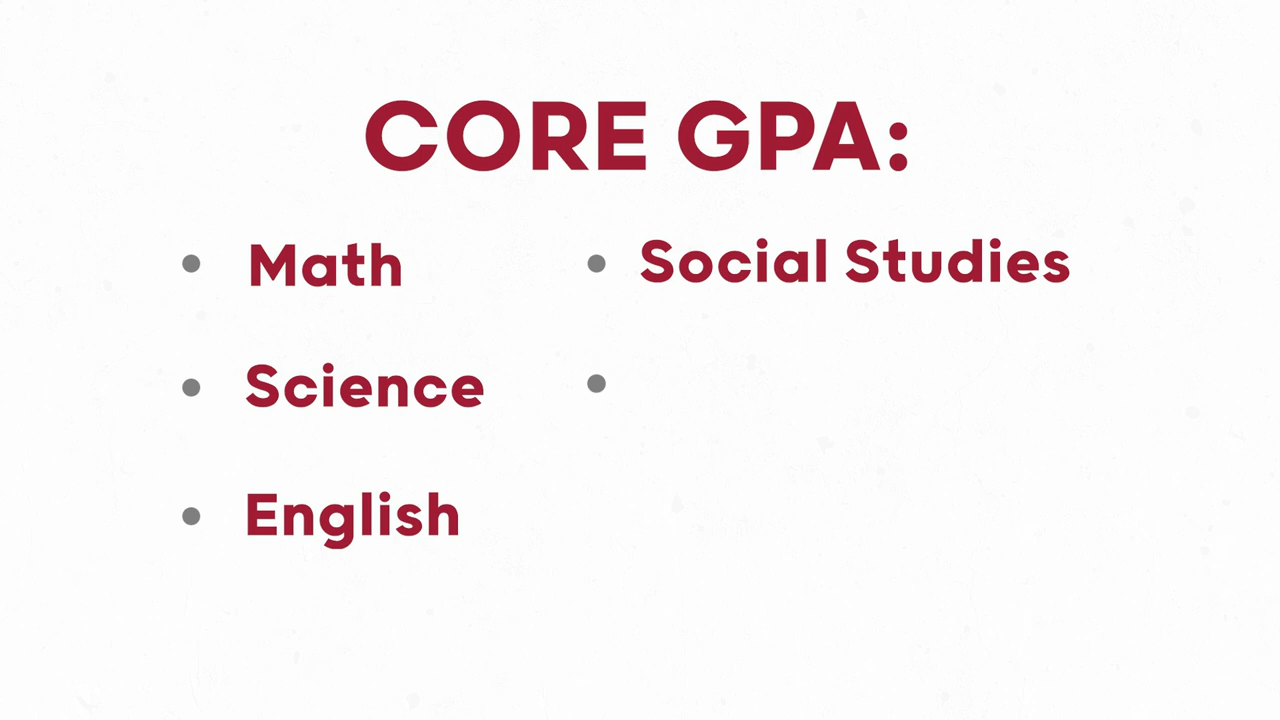 CORE GPA:
• Math
• Science
• English
• Social Studies
•